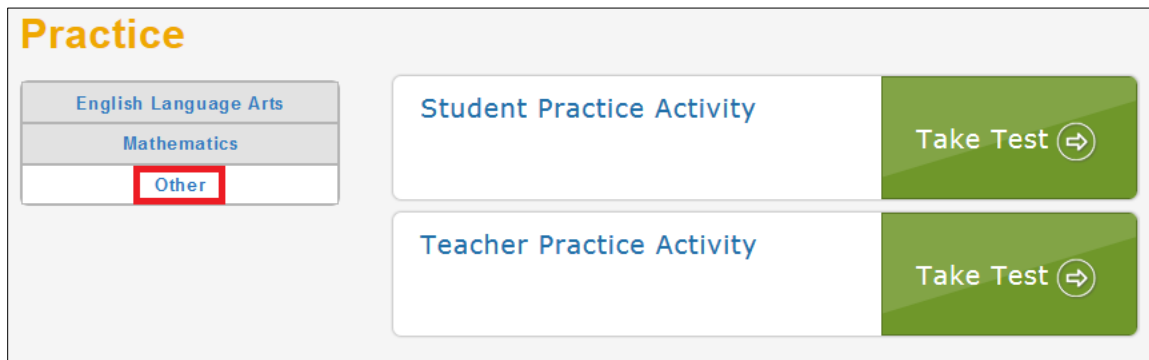 Practice
English Language Arts
Mathematics
Other
Student Practice Activity
Take Test
Teacher Practice Activity
Take Test